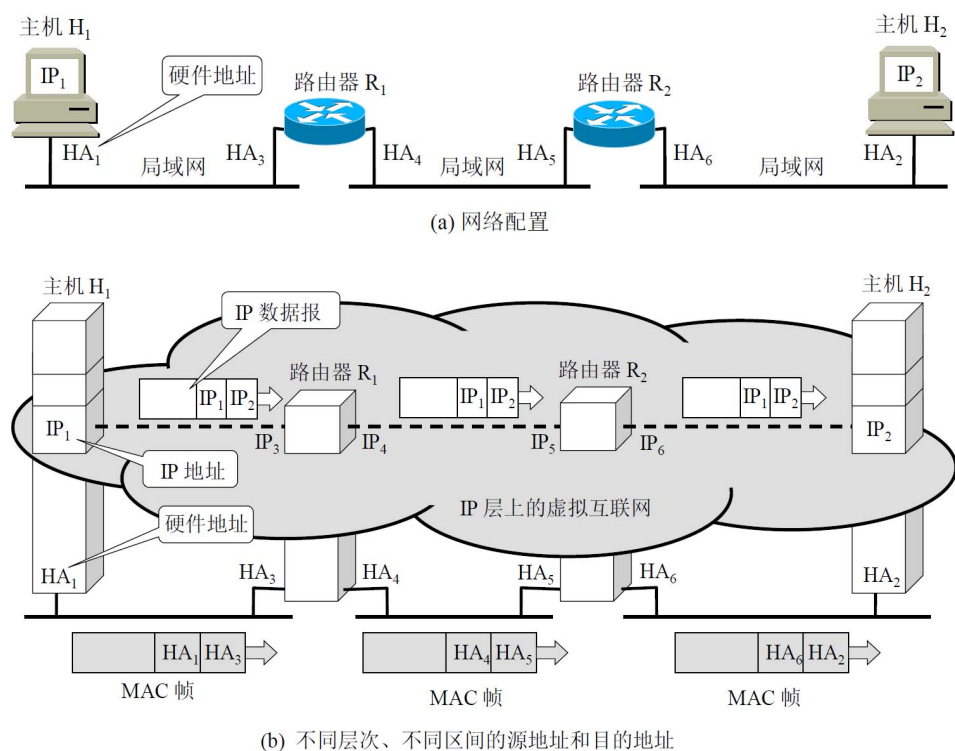 主机 H₁
主机 H₂
IP₁
硬件地址
路由器 R₁
路由器 R₂
IP₂
HA₁
HA₃
HA₄
HA₅
HA₆
HA₂
局域网
局域网
局域网
(a) 网络配置
主机 H₁
主机 H₂
IP 数据报
路由器 R₁
路由器 R₂
IP₁ IP₂
IP₁ IP₂
IP₁ IP₂
IP₁
IP₃
IP₄
IP₅
IP₆
IP₂
IP 地址
IP 层上的虚拟互联网
硬件地址
HA₁
HA₃
HA₄
HA₅
HA₆
HA₂
HA₁ HA₃
HA₄ HA₅
HA₆ HA₂
MAC 帧
MAC 帧
MAC 帧
(b) 不同层次、不同区间的源地址和目的地址